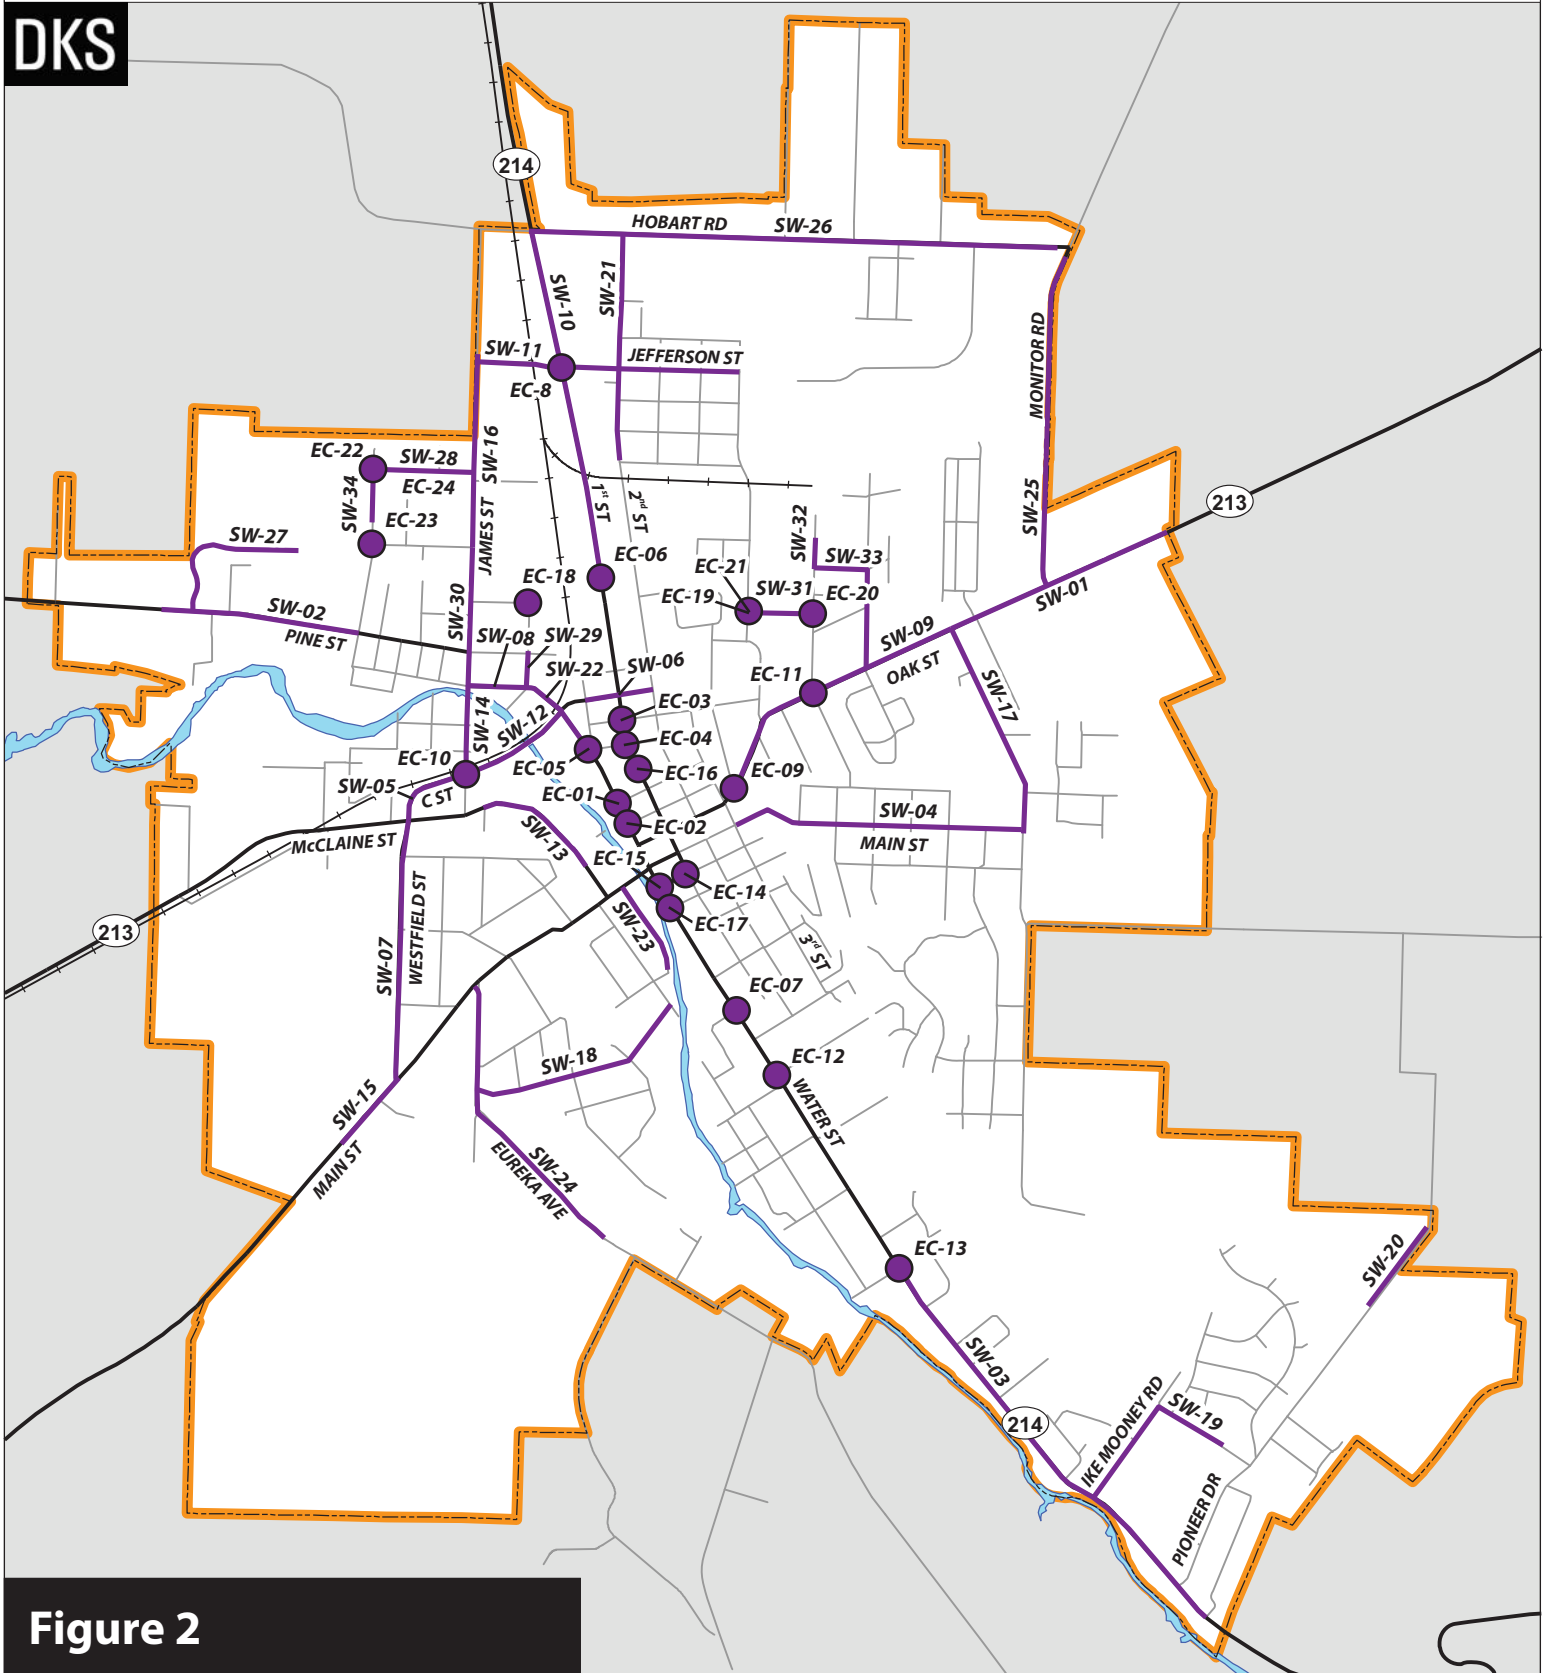 DKS
214
HOBART RD
SW-26
SW-10
SW-21
SW-11
JEFFERSON ST
EC-8
MONITOR RD
EC-22
SW-28
SW-16
EC-24
SW-34
1st ST
2nd ST
SW-25
213
EC-23
SW-27
JAMES ST
SW-32
EC-06
SW-33
EC-21
EC-18
SW-31
EC-20
EC-19
SW-01
SW-02
SW-30
PINE ST
SW-08
SW-29
SW-09
SW-22
SW-06
OAK ST
EC-11
SW-17
EC-03
SW-14
SW-12
EC-04
EC-10
EC-05
EC-16
EC-09
SW-05
C ST
EC-01
SW-04
EC-02
McCLAINE ST
SW-13
MAIN ST
EC-15
EC-14
WESTFIELD ST
SW-23
EC-17
213
3rd ST
SW-07
EC-07
EC-12
SW-18
SW-15
WATER ST
MAIN ST
SW-24
EUREKA AVE
EC-13
SW-20
SW-03
IKE MOONEY RD
SW-19
214
PIONEER DR
Figure 2